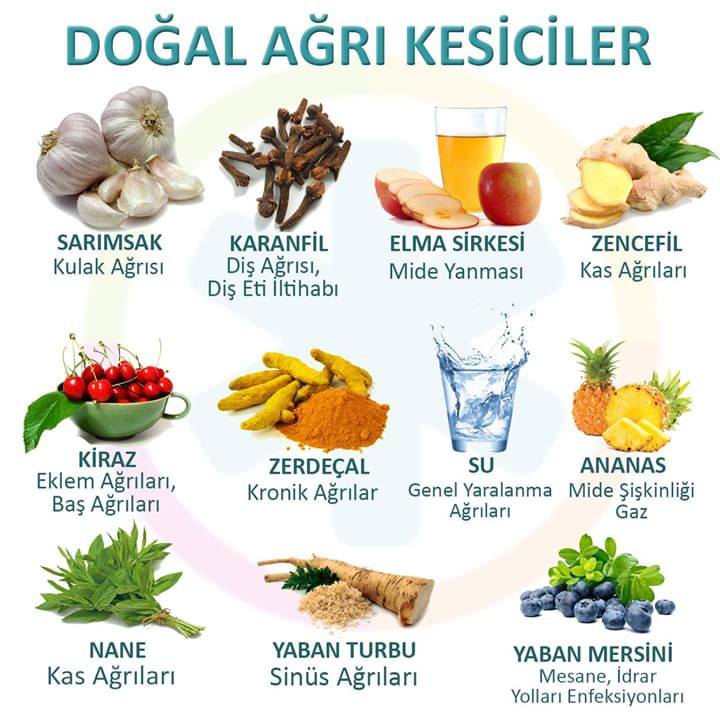 DOĞAL AĞRI KESİCİLER
SARIMSAK
Kulak Ağrısı
KARANFİL
Diş Ağrısı,
Diş Eti İltihabı
ELMA SİRKESİ
Mide Yanması
ZENCEFİL
Kas Ağrıları
KİRAZ
Eklem Ağrıları,
Baş Ağrıları
ZERDEÇAL
Kronik Ağrılar
SU
Genel Yaralanma
Ağrıları
ANANAS
Mide Şişkinliği
Gaz
NANE
Kas Ağrıları
YABAN TURBU
Sinüs Ağrıları
YABAN MERSİNİ
Mesane, İdrar
Yolları Enfeksiyonları